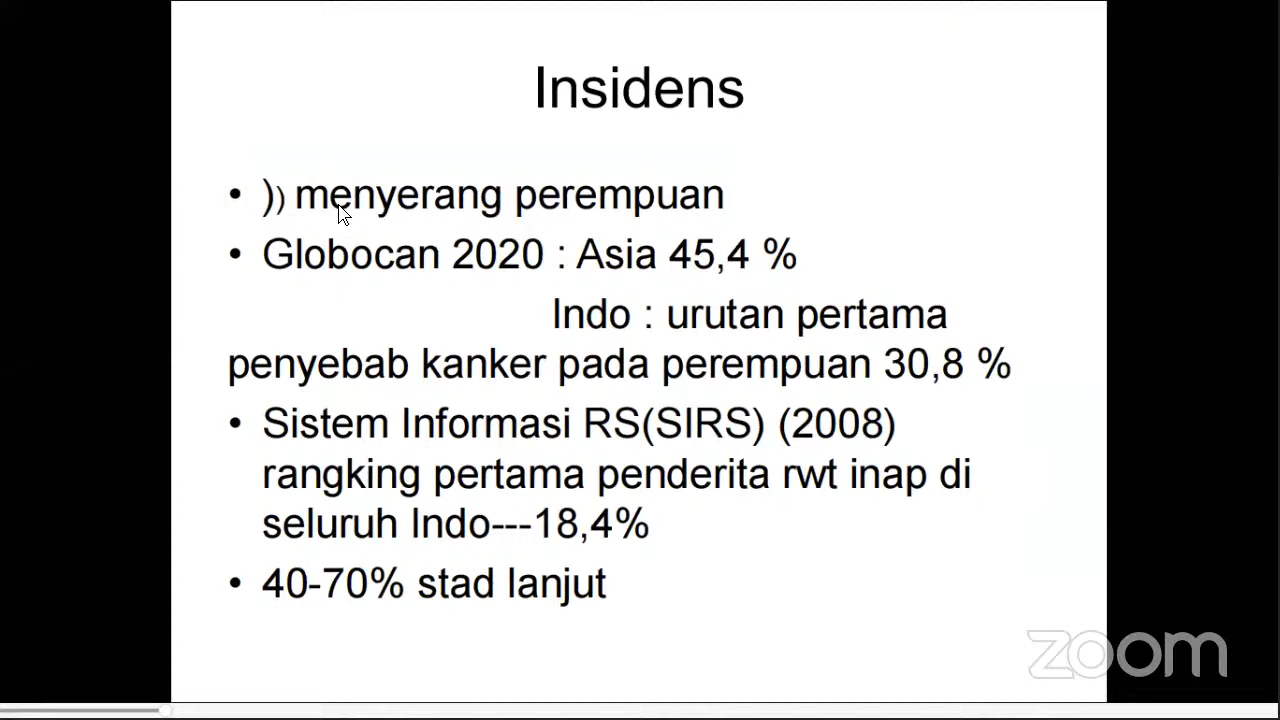 Insidens
• )) menyerang perempuan
• Globocan 2020 : Asia 45,4 %
Indo : urutan pertama
penyebab kanker pada perempuan 30,8 %
• Sistem Informasi RS(SIRS) (2008)
rangking pertama penderita rwt inap di
seluruh Indo---18,4%
• 40-70% stad lanjut
zoom